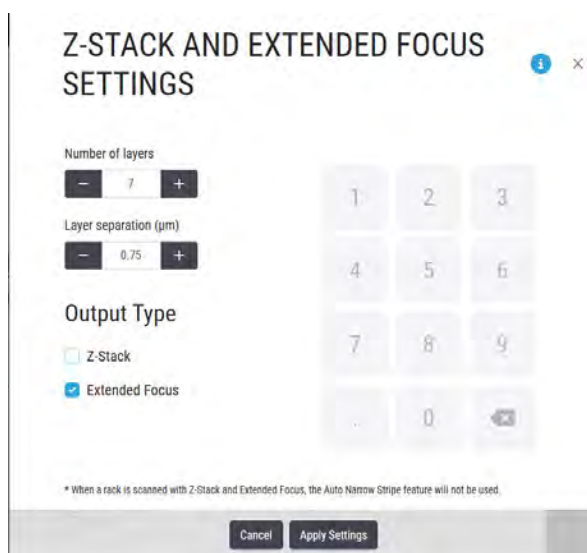 Z-STACK AND EXTENDED FOCUS
SETTINGS
i
×
Number of layers
− 7 +
1 2 3
Layer separation (µm)
− 0.75 +
4 5 6
Output Type
7 8 9
Z-Stack
Extended Focus
. 0
* When a rack is scanned with Z-Stack and Extended Focus, the Auto Narrow Stripe feature will not be used.
Cancel Apply Settings